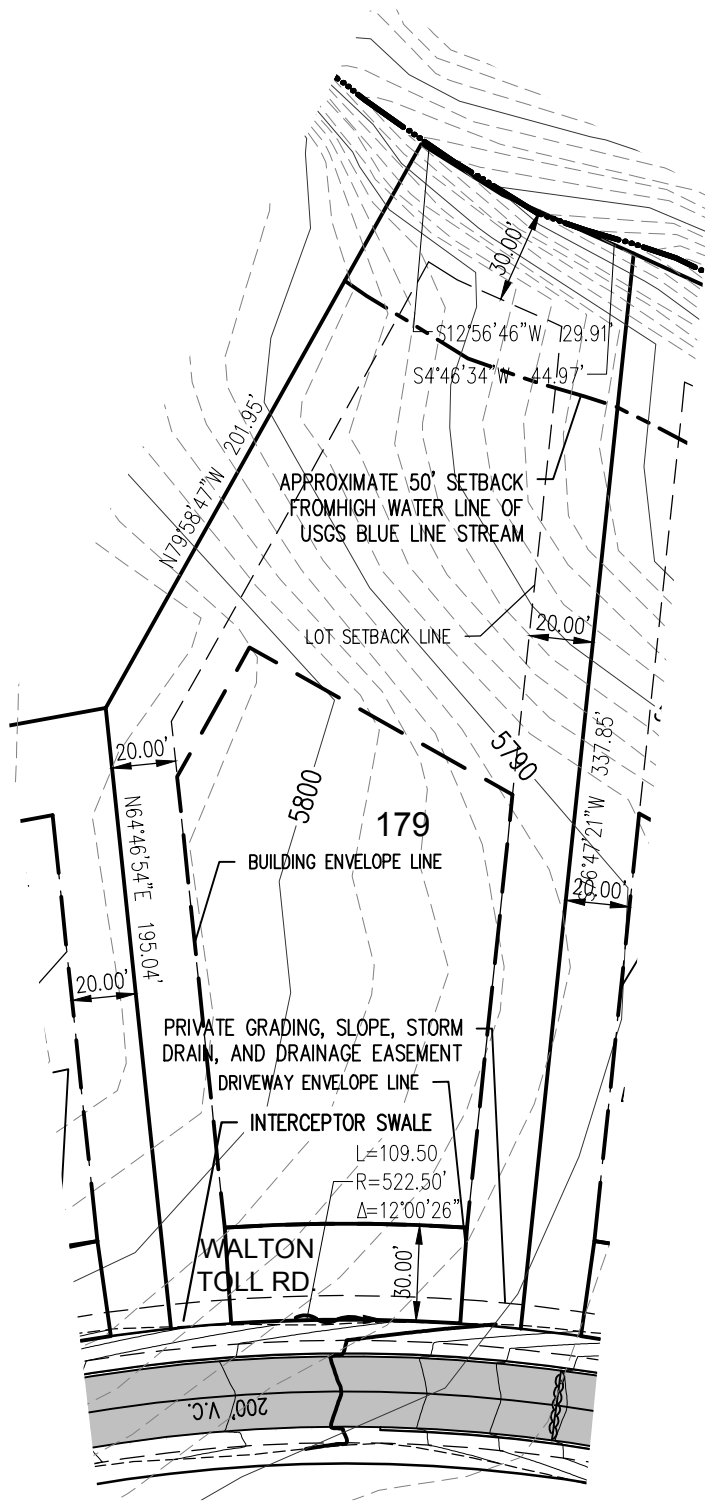 30.00'
S12°56'46"W 29.91'
S4°46'34"W 44.97'
N79°58'47"W 201.95'
APPROXIMATE 50' SETBACK
FROMHIGH WATER LINE OF
USGS BLUE LINE STREAM
LOT SETBACK LINE
20.00'
20.00'
5790
5800
337.85'
179
N64°46'54"E 195.04'
BUILDING ENVELOPE LINE
20.00'
20.00'
PRIVATE GRADING, SLOPE, STORM
DRAIN, AND DRAINAGE EASEMENT
DRIVEWAY ENVELOPE LINE
INTERCEPTOR SWALE
L=109.50
R=522.50'
Δ=12°00'26"
WALTON
TOLL RD.
30.00'
200' V.C.